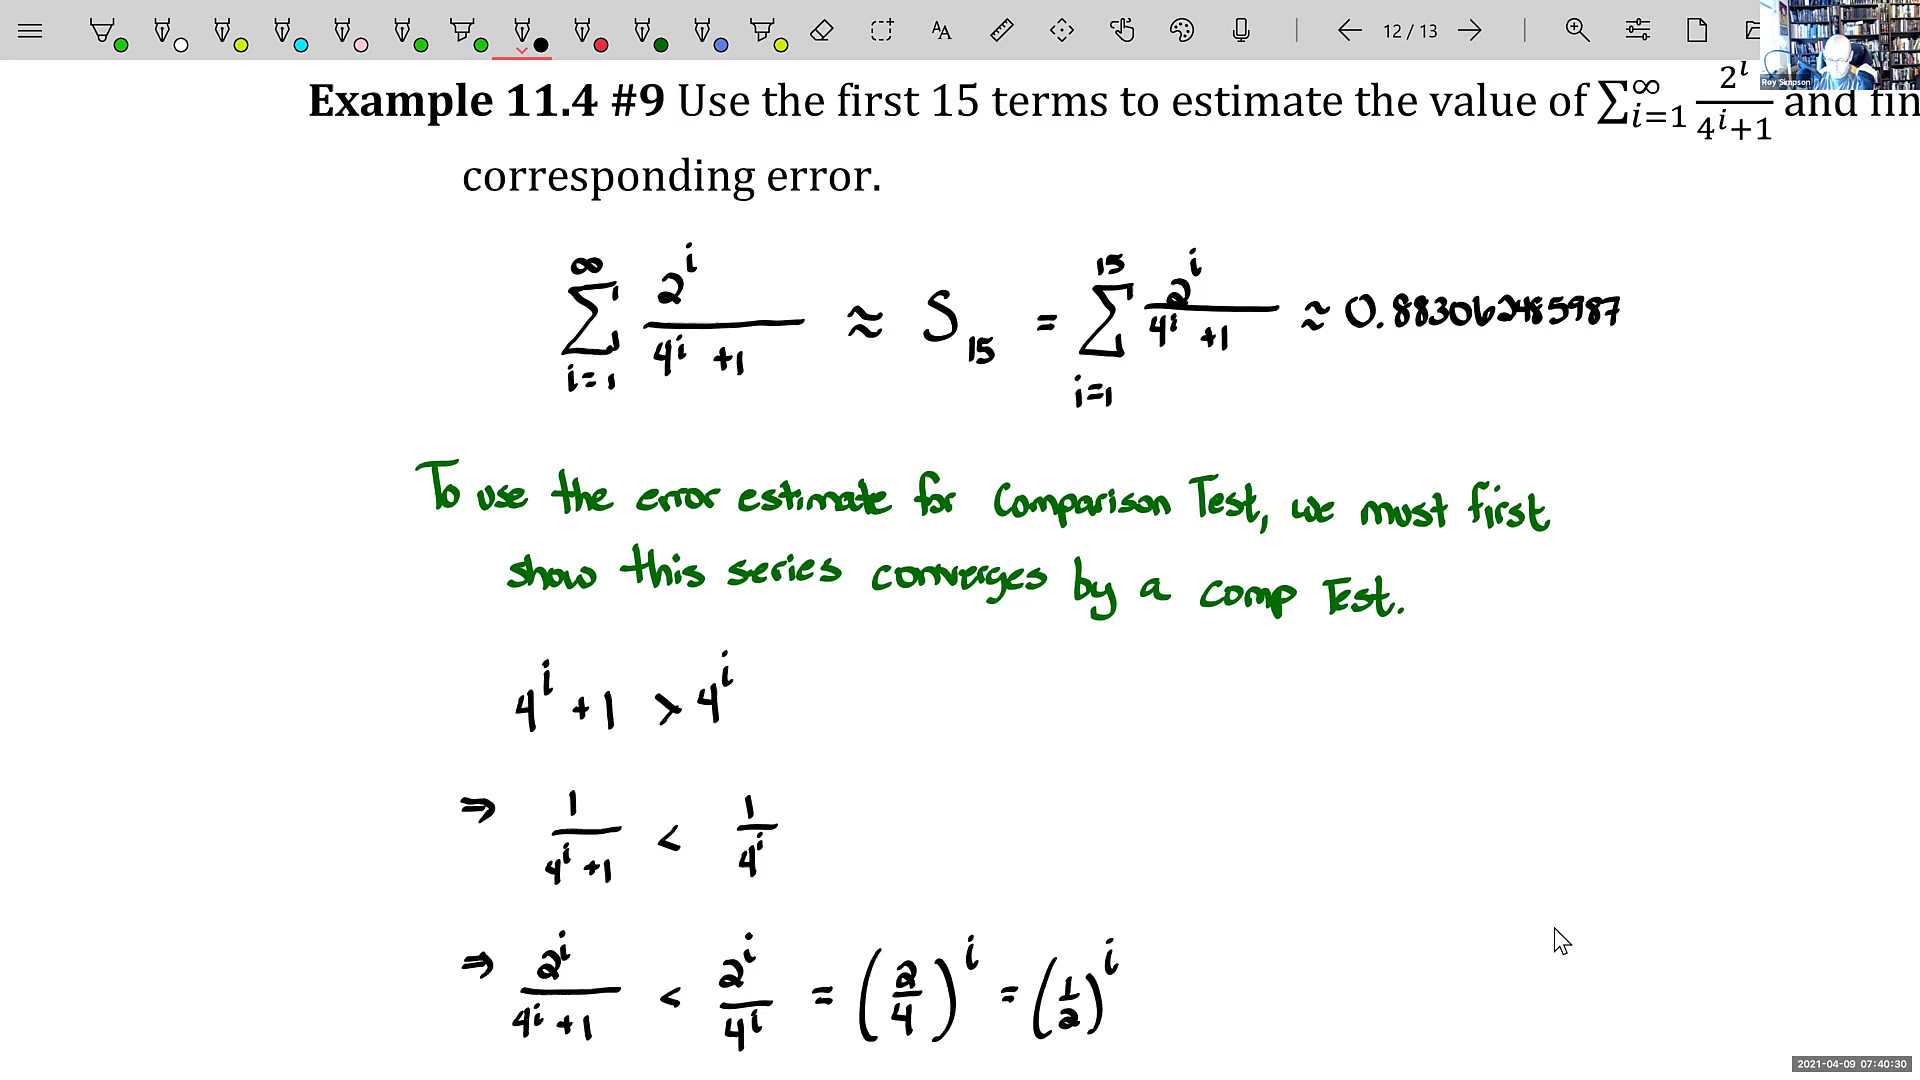 12 / 13
Roy Simpson
Example 11.4 #9 Use the first 15 terms to estimate the value of ∑_{i=1}^{∞} 2^i/(4^i+1) and fin
corresponding error.
∑_{i=1}^{∞} 2^i/(4^i +1) ≈ S_15 = ∑_{i=1}^{15} 2^i/(4^i +1) ≈ 0.883062485987
To use the error estimate for Comparison Test, we must first
show this series converges by a comp Test.
4^i + 1 > 4^i
⇒ 1/(4^i +1) < 1/4^i
⇒ 2^i/(4^i +1) < 2^i/4^i = (2/4)^i = (1/2)^i
2021-04-09 07:40:30